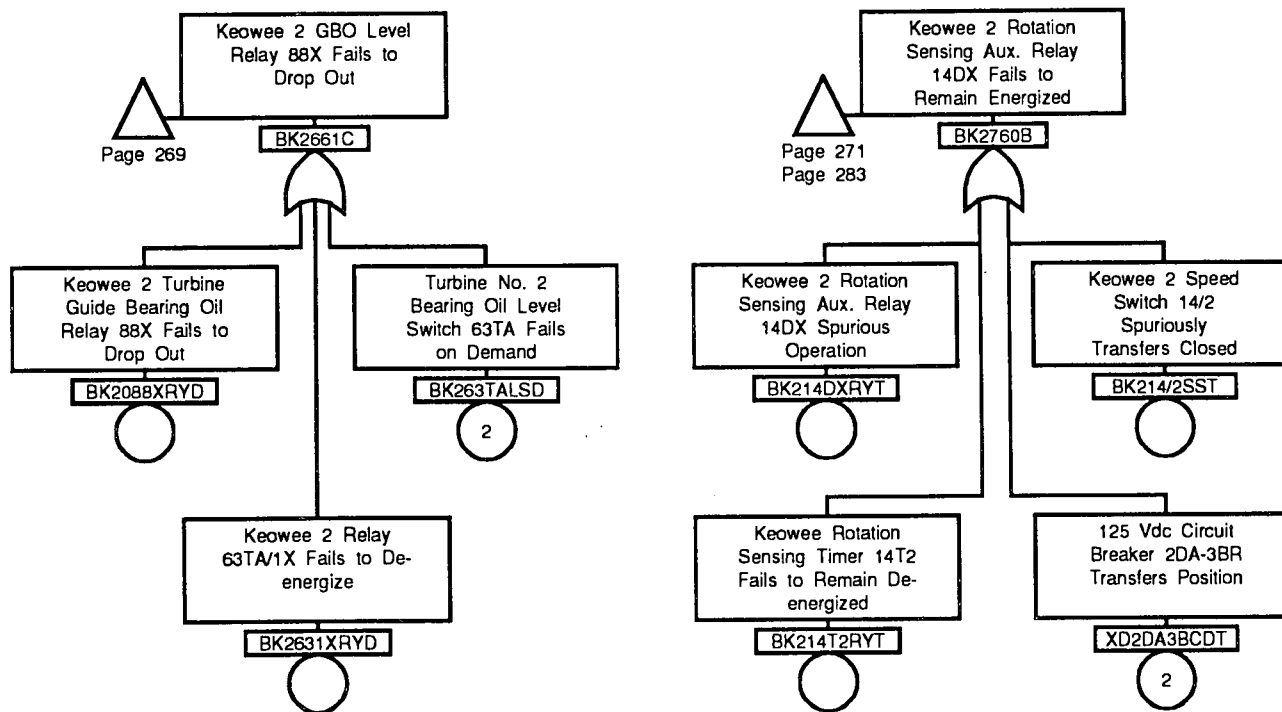 Keowee 2 GBO Level
Relay 88X Fails to
Drop Out
Page 269
BK2661C
Keowee 2 Turbine
Guide Bearing Oil
Relay 88X Fails to
Drop Out
BK2088XRYD
Turbine No. 2
Bearing Oil Level
Switch 63TA Fails
on Demand
BK263TALSD
2
Keowee 2 Relay
63TA/1X Fails to De-
energize
BK2631XRYD
Keowee 2 Rotation
Sensing Aux. Relay
14DX Fails to
Remain Energized
Page 271
Page 283
BK2760B
Keowee 2 Rotation
Sensing Aux. Relay
14DX Spurious
Operation
BK214DXRYT
Keowee 2 Speed
Switch 14/2
Spuriously
Transfers Closed
BK214/2SST
Keowee Rotation
Sensing Timer 14T2
Fails to Remain De-
energized
BK214T2RYT
125 Vdc Circuit
Breaker 2DA-3BR
Transfers Position
XD2DA3BCDT
2